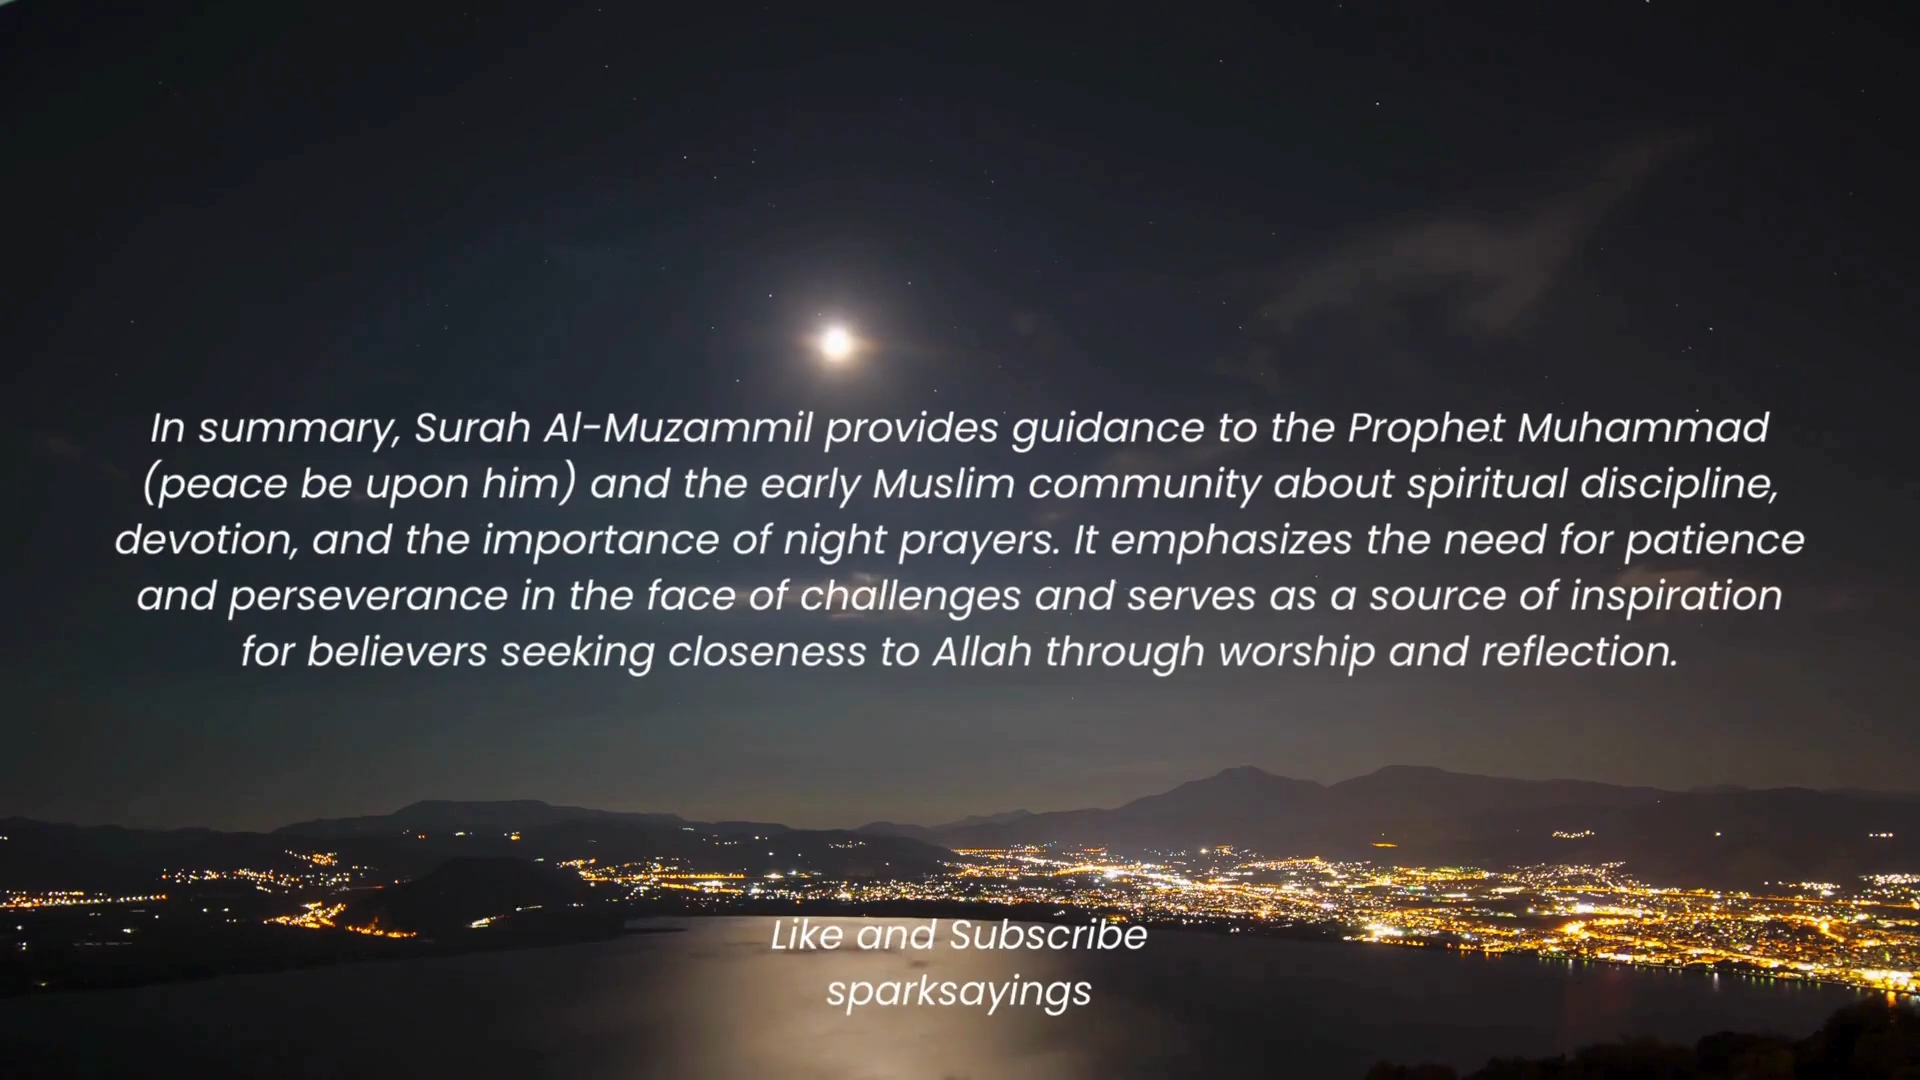 In summary, Surah Al-Muzammil provides guidance to the Prophet Muhammad
(peace be upon him) and the early Muslim community about spiritual discipline,
devotion, and the importance of night prayers. It emphasizes the need for patience
and perseverance in the face of challenges and serves as a source of inspiration
for believers seeking closeness to Allah through worship and reflection.
Like and Subscribe
sparksayings